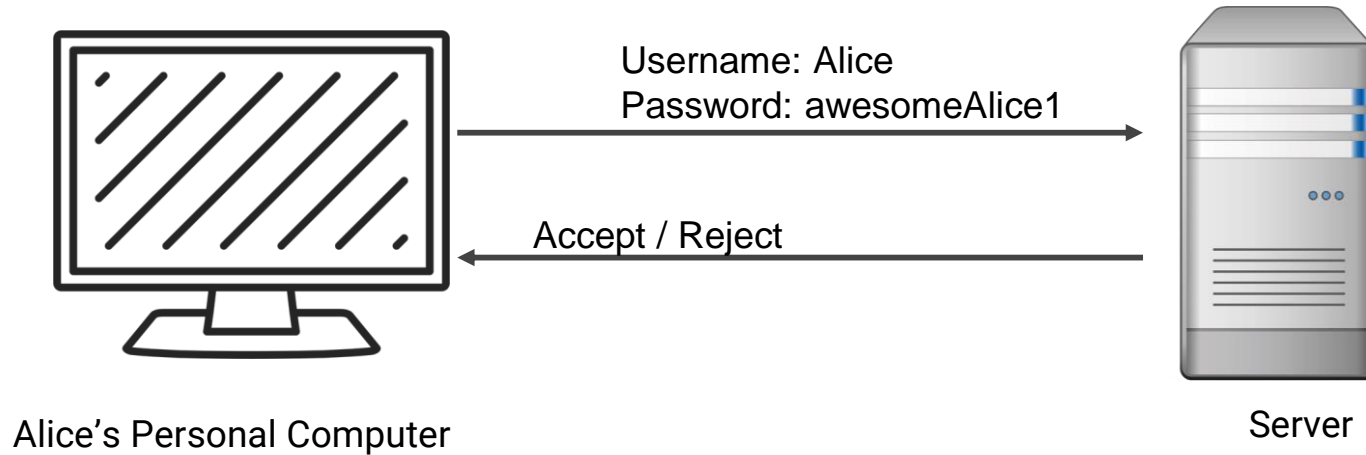 Username: Alice
Password: awesomeAlice1
Accept / Reject
Alice’s Personal Computer
Server